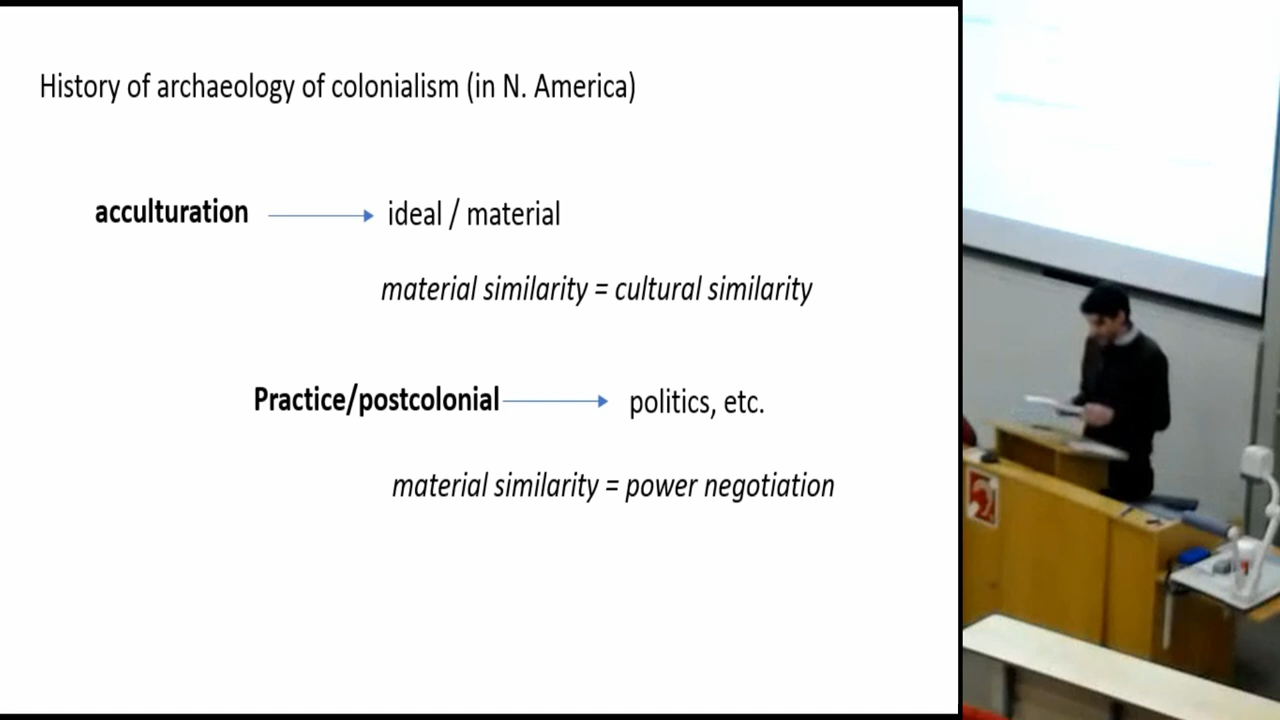 History of archaeology of colonialism (in N. America)
acculturation ideal / material
material similarity = cultural similarity
Practice/postcolonial politics, etc.
material similarity = power negotiation